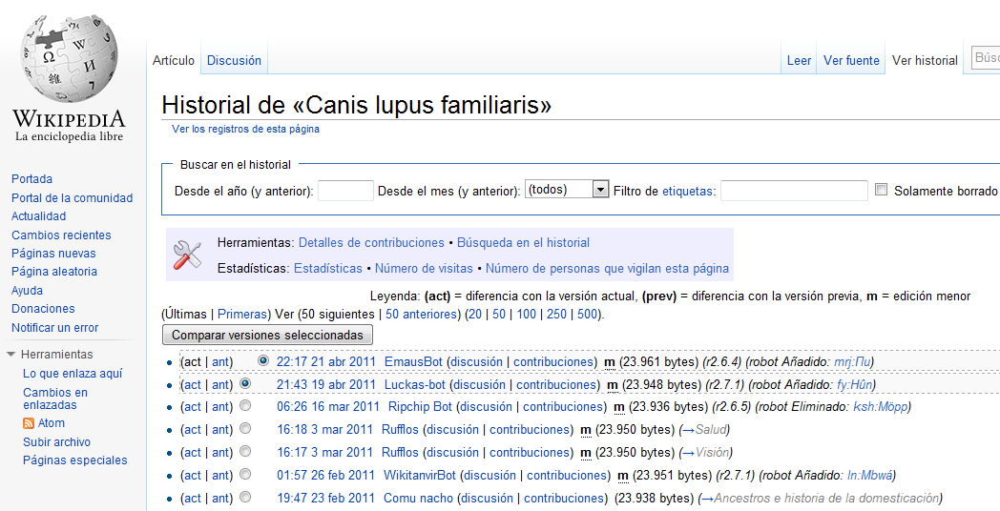 WIKIPEDIA
La enciclopedia libre
Portada
Portal de la comunidad
Actualidad
Cambios recientes
Páginas nuevas
Página aleatoria
Ayuda
Donaciones
Notificar un error
Herramientas
Lo que enlaza aquí
Cambios en
enlazadas
Atom
Subir archivo
Páginas especiales
Artículo Discusión Leer Ver fuente Ver historial Búsc
Historial de «Canis lupus familiaris»
Ver los registros de esta página
Buscar en el historial
Desde el año (y anterior): Desde el mes (y anterior): (todos) Filtro de etiquetas: Solamente borrado
Herramientas: Detalles de contribuciones • Búsqueda en el historial
Estadísticas: Estadísticas • Número de visitas • Número de personas que vigilan esta página
Leyenda: (act) = diferencia con la versión actual, (prev) = diferencia con la versión previa, m = edición menor
(Últimas | Primeras) Ver (50 siguientes | 50 anteriores) (20 | 50 | 100 | 250 | 500).
Comparar versiones seleccionadas
(act | ant) 22:17 21 abr 2011 EmausBot (discusión | contribuciones) m (23.961 bytes) (r2.6.4) (robot Añadido: mrj:Пи)
(act | ant) 21:43 19 abr 2011 Luckas-bot (discusión | contribuciones) m (23.948 bytes) (r2.7.1) (robot Añadido: fy:Hûn)
(act | ant) 06:26 16 mar 2011 Ripchip Bot (discusión | contribuciones) m (23.936 bytes) (r2.6.5) (robot Eliminado: ksh:Möpp)
(act | ant) 16:18 3 mar 2011 Rufflos (discusión | contribuciones) m (23.950 bytes) (→Salud)
(act | ant) 16:17 3 mar 2011 Rufflos (discusión | contribuciones) m (23.950 bytes) (→Visión)
(act | ant) 01:57 26 feb 2011 WikitanvirBot (discusión | contribuciones) m (23.951 bytes) (r2.7.1) (robot Añadido: ln:Mbwá)
(act | ant) 19:47 23 feb 2011 Comu nacho (discusión | contribuciones) (23.938 bytes) (→Ancestros e historia de la domesticación)